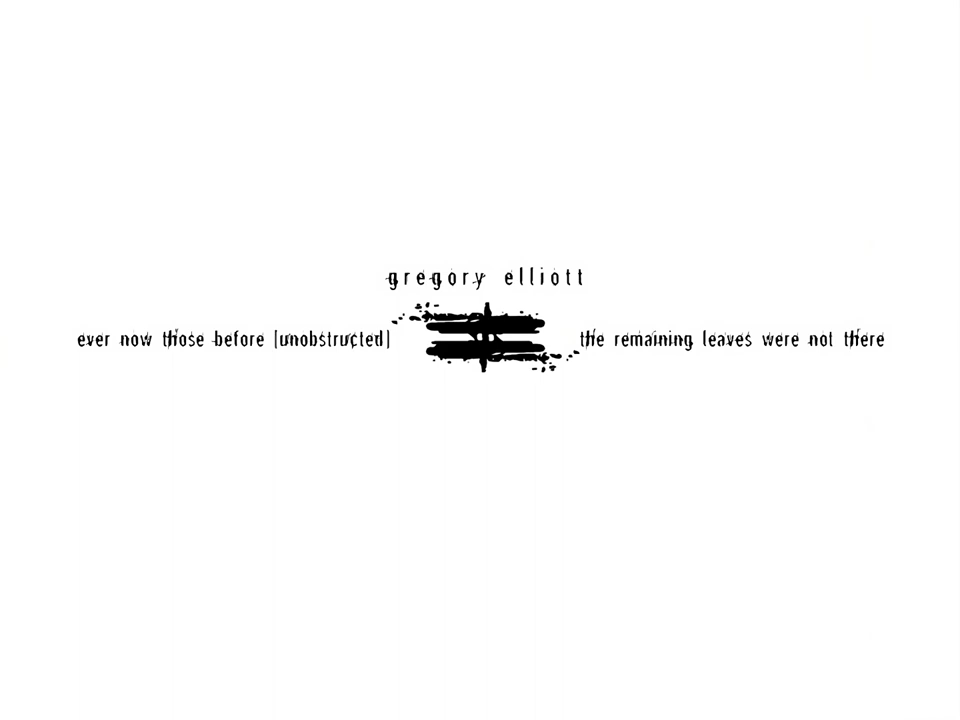 gregory elliott
ever now those before [unobstructed]
the remaining leaves were not there